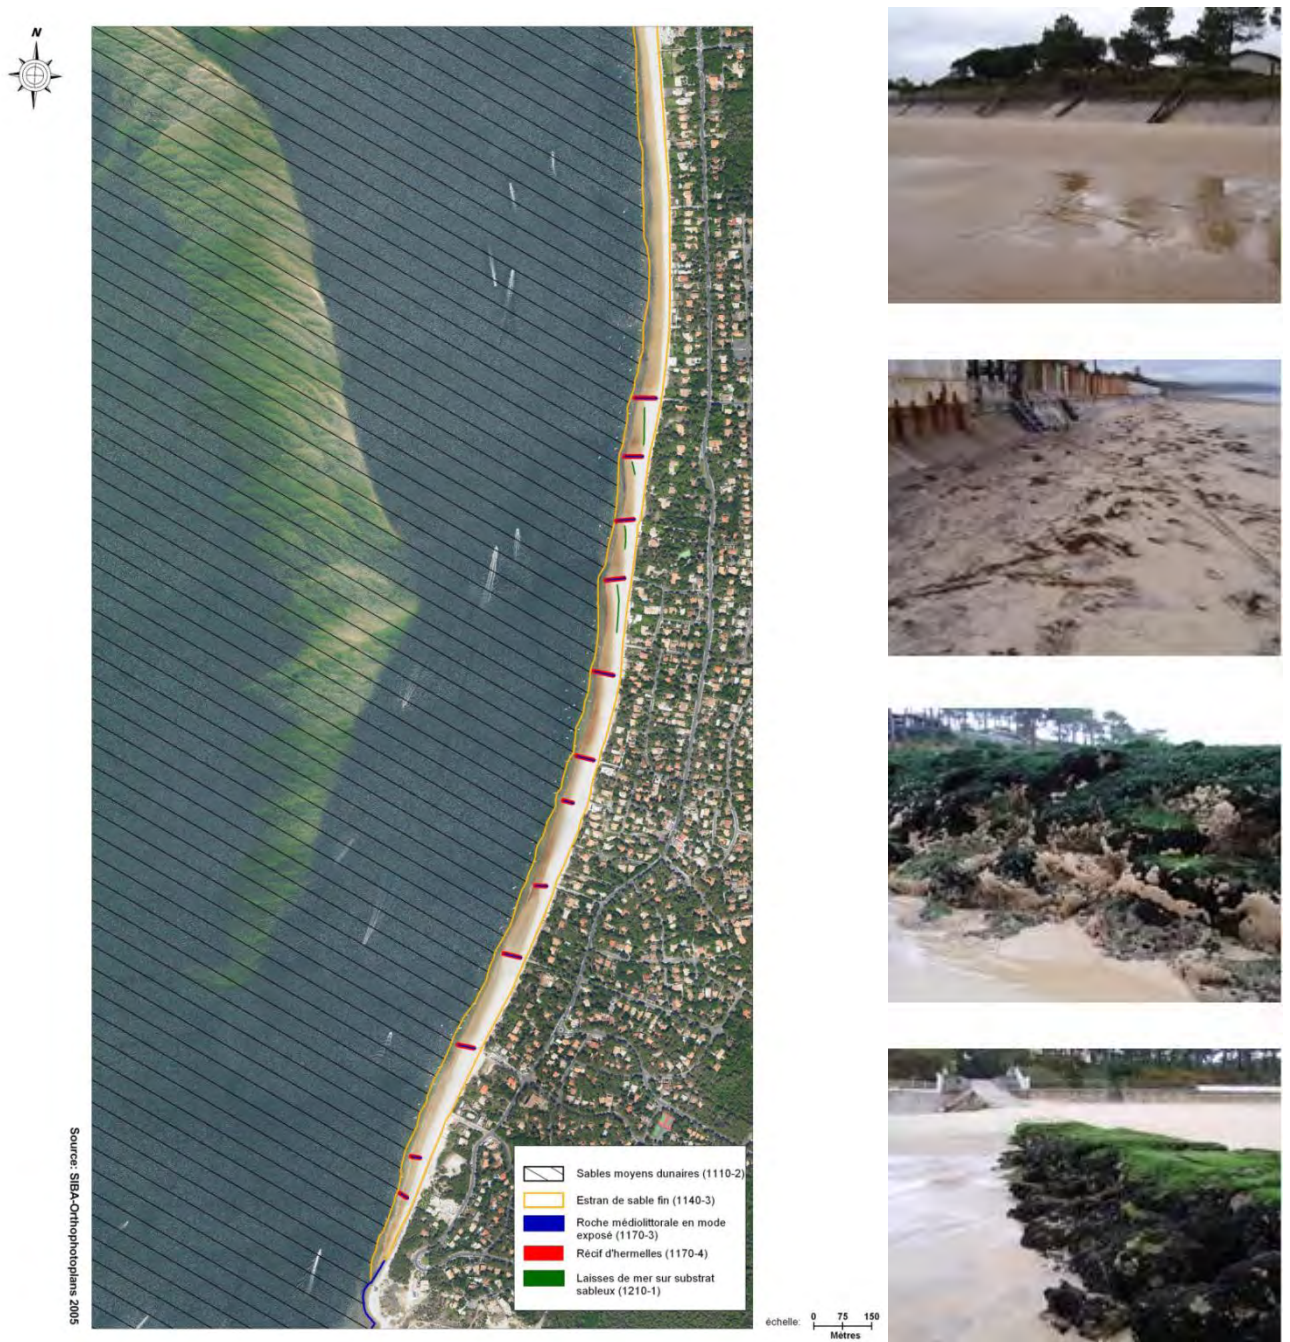 N
Sables moyens dunaires (1110-2)
Estran de sable fin (1140-3)
Roche médiolittorale en mode
exposé (1170-3)
Récif d'hermelles (1170-4)
Laisses de mer sur substrat
sableux (1210-1)
Source: SIBA-Orthophotoplans 2005
échelle: 0 75 150
Mètres